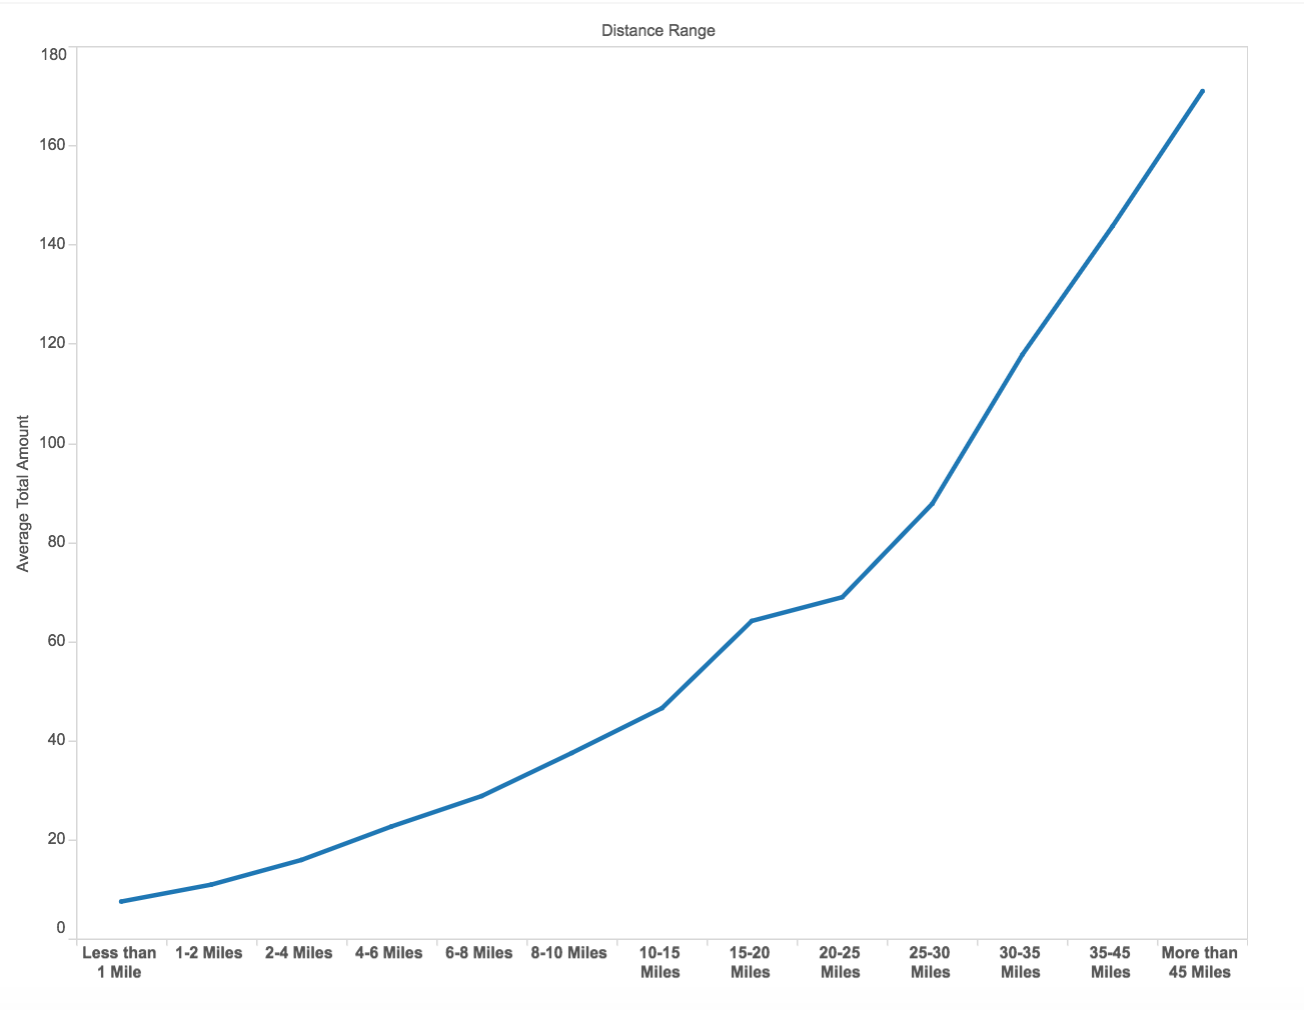 Distance Range
180
160
140
120
100
80
60
40
20
0
Average Total Amount
Less than
1 Mile
1-2 Miles
2-4 Miles
4-6 Miles
6-8 Miles
8-10 Miles
10-15
Miles
15-20
Miles
20-25
Miles
25-30
Miles
30-35
Miles
35-45
Miles
More than
45 Miles